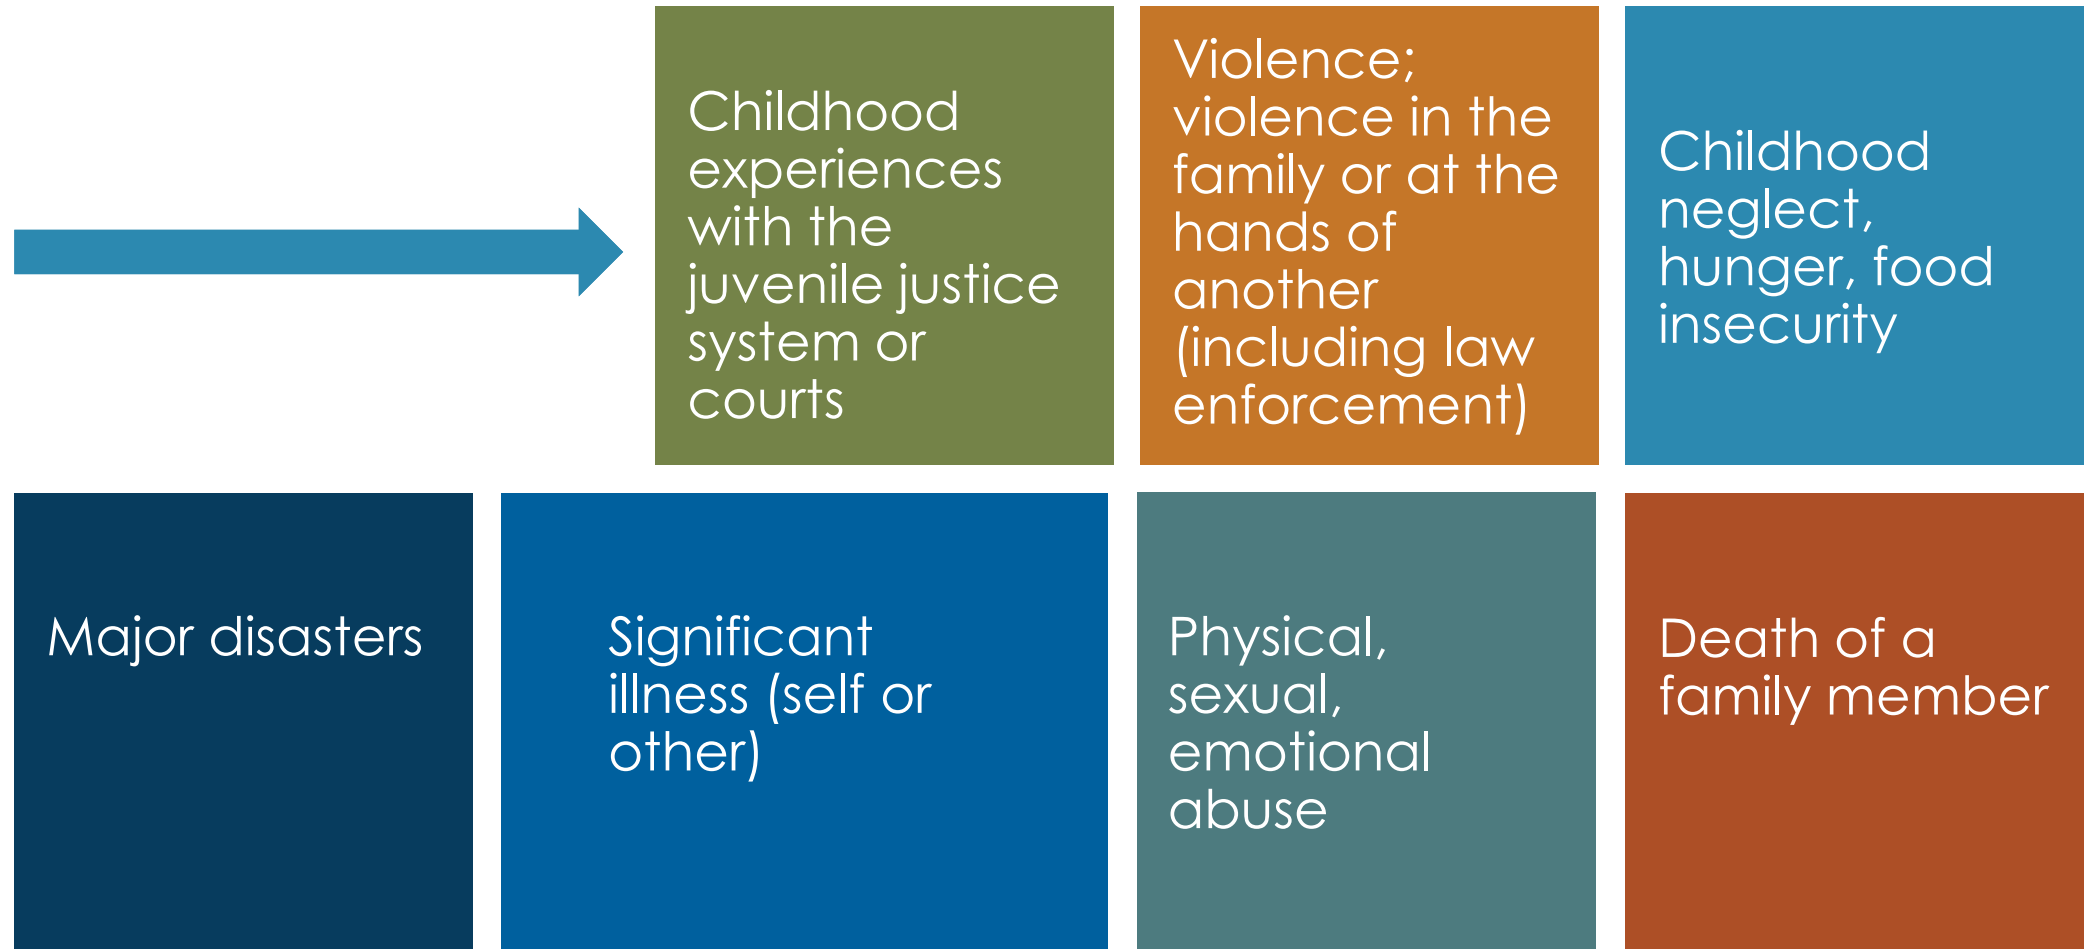 Childhood
experiences
with the
juvenile justice
system or
courts
Violence;
violence in the
family or at the
hands of
another
(including law
enforcement)
Childhood
neglect,
hunger, food
insecurity
Major disasters
Significant
illness (self or
other)
Physical,
sexual,
emotional
abuse
Death of a
family member